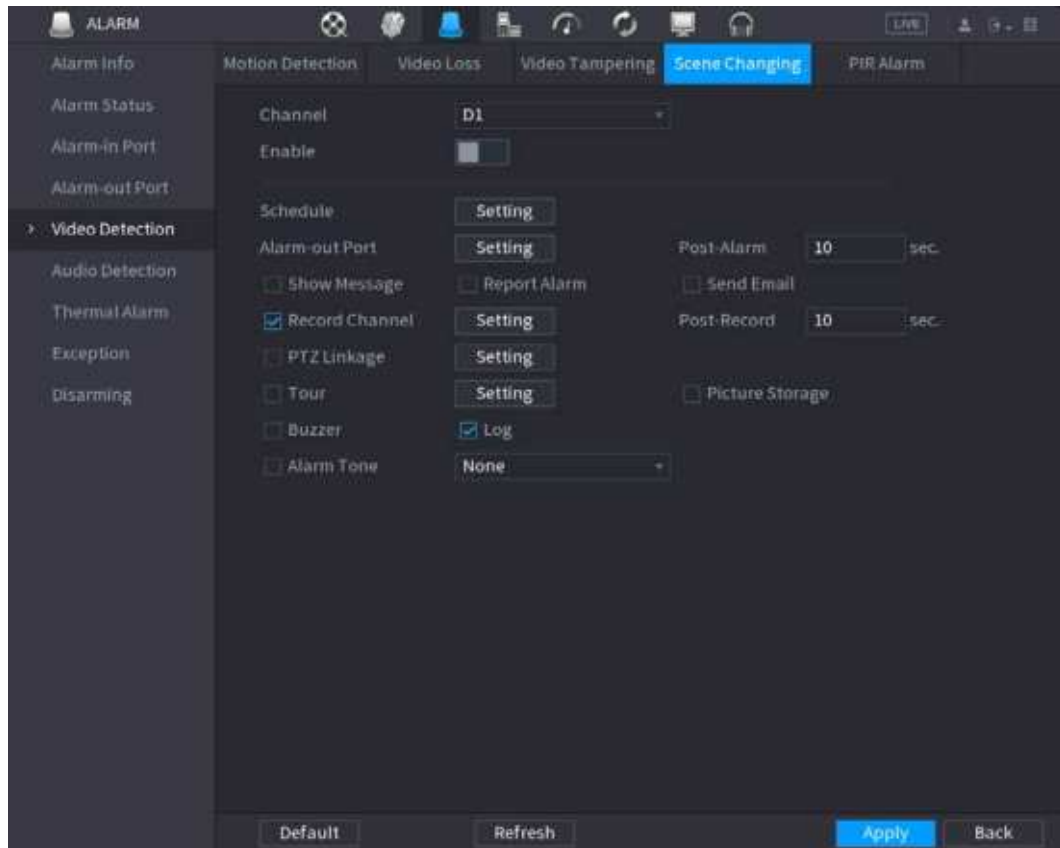 ALARM LIVE
Alarm Info
Alarm Status
Alarm-in Port
Alarm-out Port
Video Detection
Audio Detection
Thermal Alarm
Exception
Disarming
Motion Detection Video Loss Video Tampering Scene Changing PIR Alarm
Channel D1
Enable
Schedule Setting
Alarm-out Port Setting Post-Alarm 10 sec.
Show Message Report Alarm Send Email
Record Channel Setting Post-Record 10 sec.
PTZ Linkage Setting
Tour Setting Picture Storage
Buzzer Log
Alarm Tone None
Default Refresh Apply Back